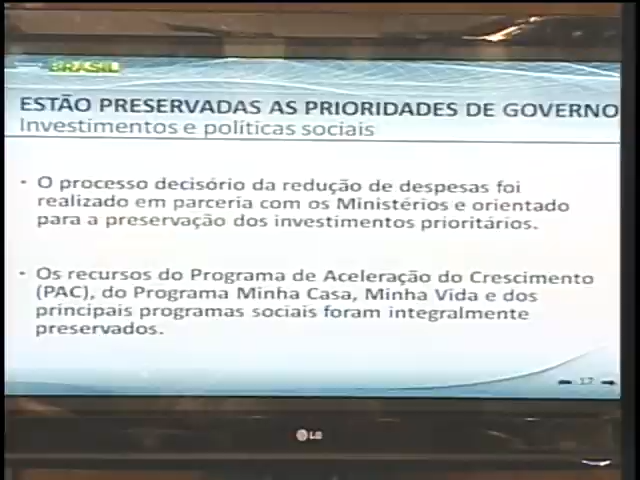 BRASIL
ESTÃO PRESERVADAS AS PRIORIDADES DE GOVERNO
Investimentos e políticas sociais
• O processo decisório da redução de despesas foi
realizado em parceria com os Ministérios e orientado
para a preservação dos investimentos prioritários.
• Os recursos do Programa de Aceleração do Crescimento
(PAC), do Programa Minha Casa, Minha Vida e dos
principais programas sociais foram integralmente
preservados.
17
LG